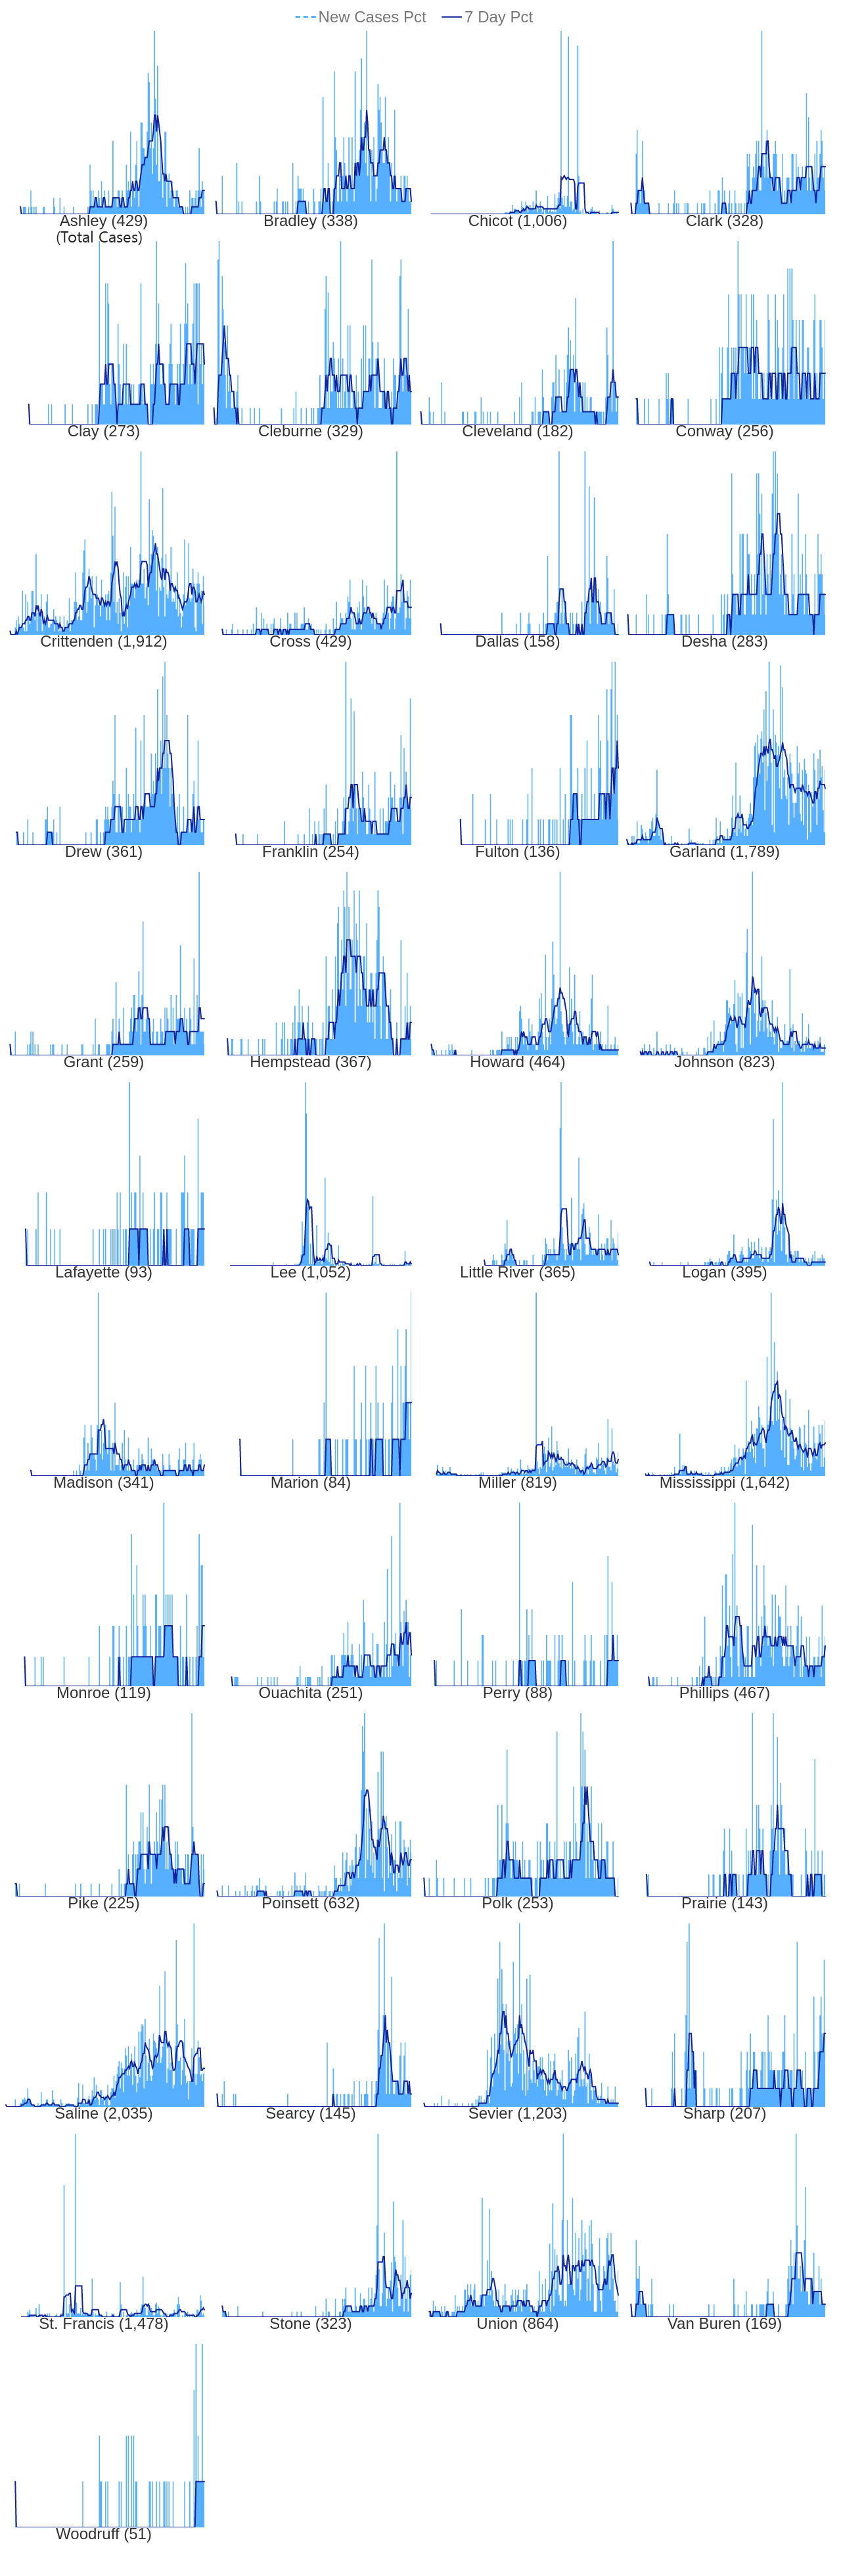 New Cases Pct 7 Day Pct
Ashley (429) Bradley (338) Chicot (1,006) Clark (328)
(Total Cases)
Clay (273) Cleburne (329) Cleveland (182) Conway (256)
Crittenden (1,912) Cross (429) Dallas (158) Desha (283)
Drew (361) Franklin (254) Fulton (136) Garland (1,789)
Grant (259) Hempstead (367) Howard (464) Johnson (823)
Lafayette (93) Lee (1,052) Little River (365) Logan (395)
Madison (341) Marion (84) Miller (819) Mississippi (1,642)
Monroe (119) Ouachita (251) Perry (88) Phillips (467)
Pike (225) Poinsett (632) Polk (253) Prairie (143)
Saline (2,035) Searcy (145) Sevier (1,203) Sharp (207)
St. Francis (1,478) Stone (323) Union (864) Van Buren (169)
Woodruff (51)